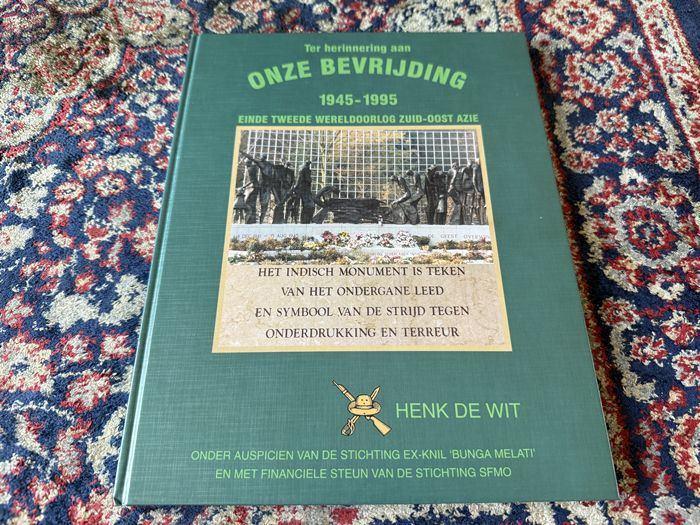 Ter herinnering aan
ONZE BEVRIJDING
1945-1995
EINDE TWEEDE WERELDOORLOG ZUID-OOST AZIE
GEEST OVERW
HET INDISCH MONUMENT IS TEKEN
VAN HET ONDERGANE LEED
EN SYMBOOL VAN DE STRIJD TEGEN
ONDERDRUKKING EN TERREUR
HENK DE WIT
ONDER AUSPICIEN VAN DE STICHTING EX-KNIL 'BUNGA MELATI'
EN MET FINANCIELE STEUN VAN DE STICHTING SFMO